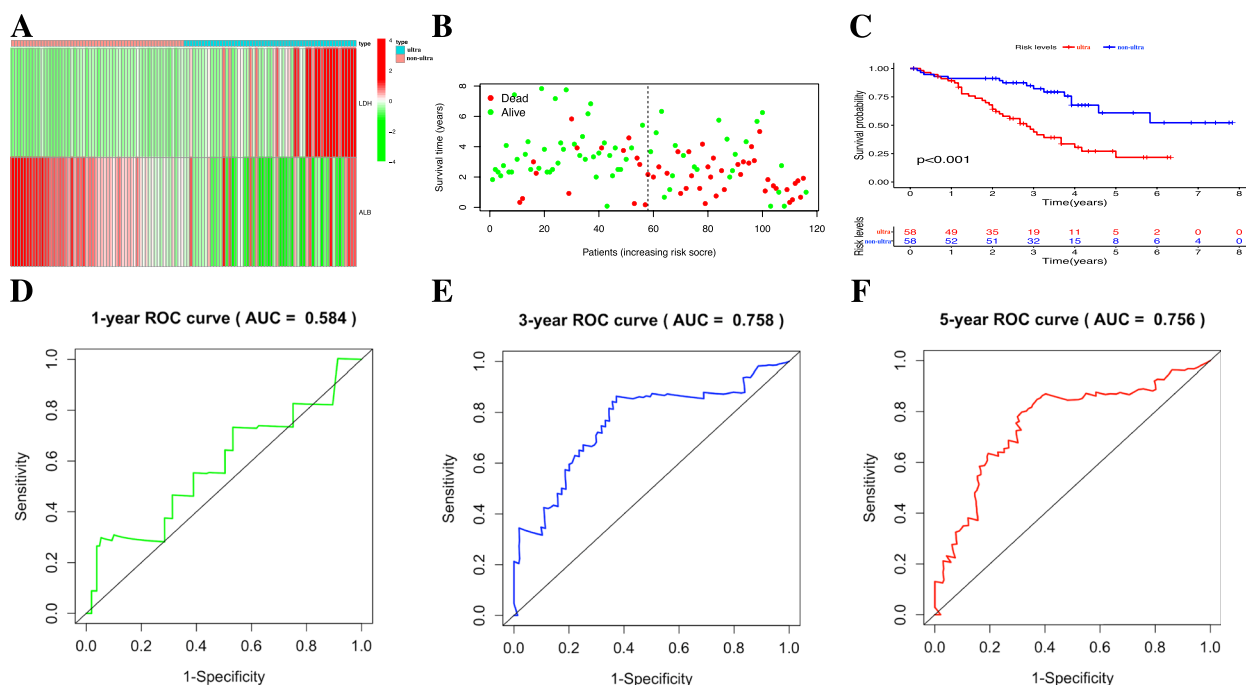 A
type
type
ultra
non-ultra
4
2
0
−2
−4
LDH
ALB
B
Dead
Alive
Survival time (years)
0 2 4 6 8
0 20 40 60 80 100 120
Patients (increasing risk socre)
C
Risk levels ultra non-ultra
Survival probability
1.00
0.75
0.50
0.25
0.00
p<0.001
0 1 2 3 4 5 6 7 8
Time(years)
Risk levels
ultra 58 49 35 19 11 5 2 0 0
non-ultra 58 52 51 32 15 8 6 4 0
0 1 2 3 4 5 6 7 8
Time(years)
D
1-year ROC curve ( AUC = 0.584 )
Sensitivity
0.0 0.2 0.4 0.6 0.8 1.0
0.0 0.2 0.4 0.6 0.8 1.0
1-Specificity
E
3-year ROC curve ( AUC = 0.758 )
Sensitivity
0.0 0.2 0.4 0.6 0.8 1.0
0.0 0.2 0.4 0.6 0.8 1.0
1-Specificity
F
5-year ROC curve ( AUC = 0.756 )
Sensitivity
0.0 0.2 0.4 0.6 0.8 1.0
0.0 0.2 0.4 0.6 0.8 1.0
1-Specificity